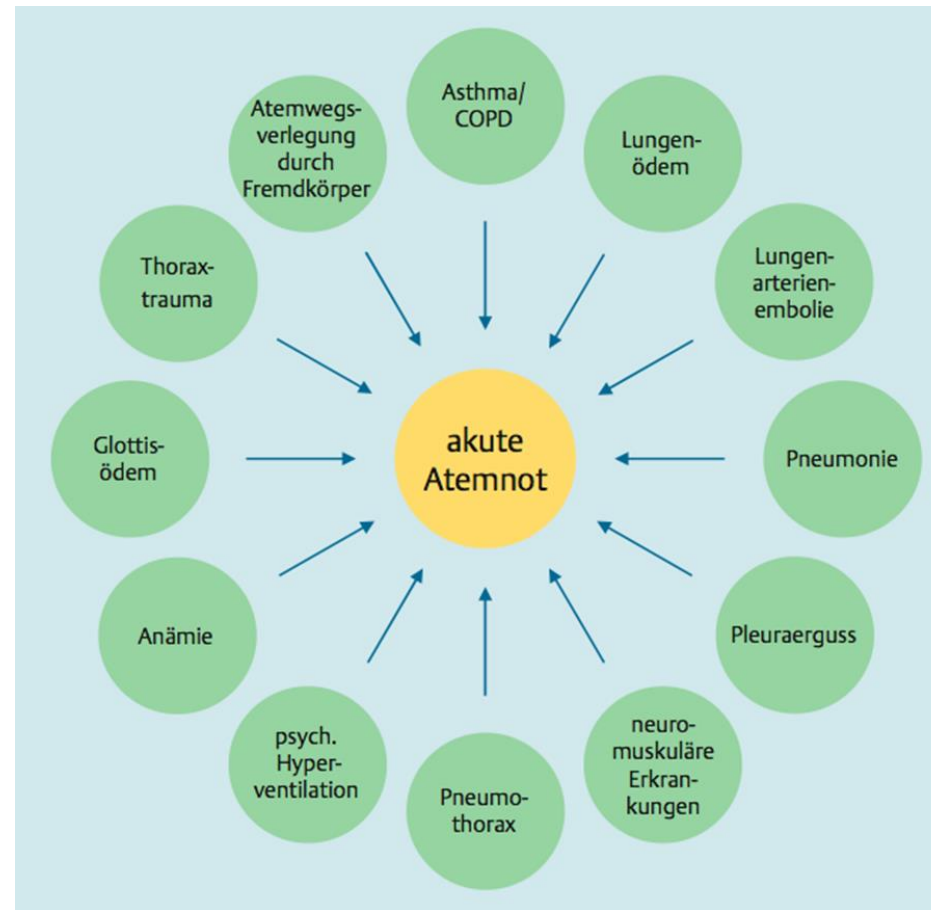 Asthma/
COPD
Lungen-
ödem
Lungen-
arterien-
embolie
Pneumonie
Pleuraerguss
neuro-
muskuläre
Erkran-
kungen
Pneumo-
thorax
psych.
Hyper-
ventilation
Anämie
Glottis-
ödem
Thorax-
trauma
Atemwegs-
verlegung
durch
Fremdkörper
akute
Atemnot